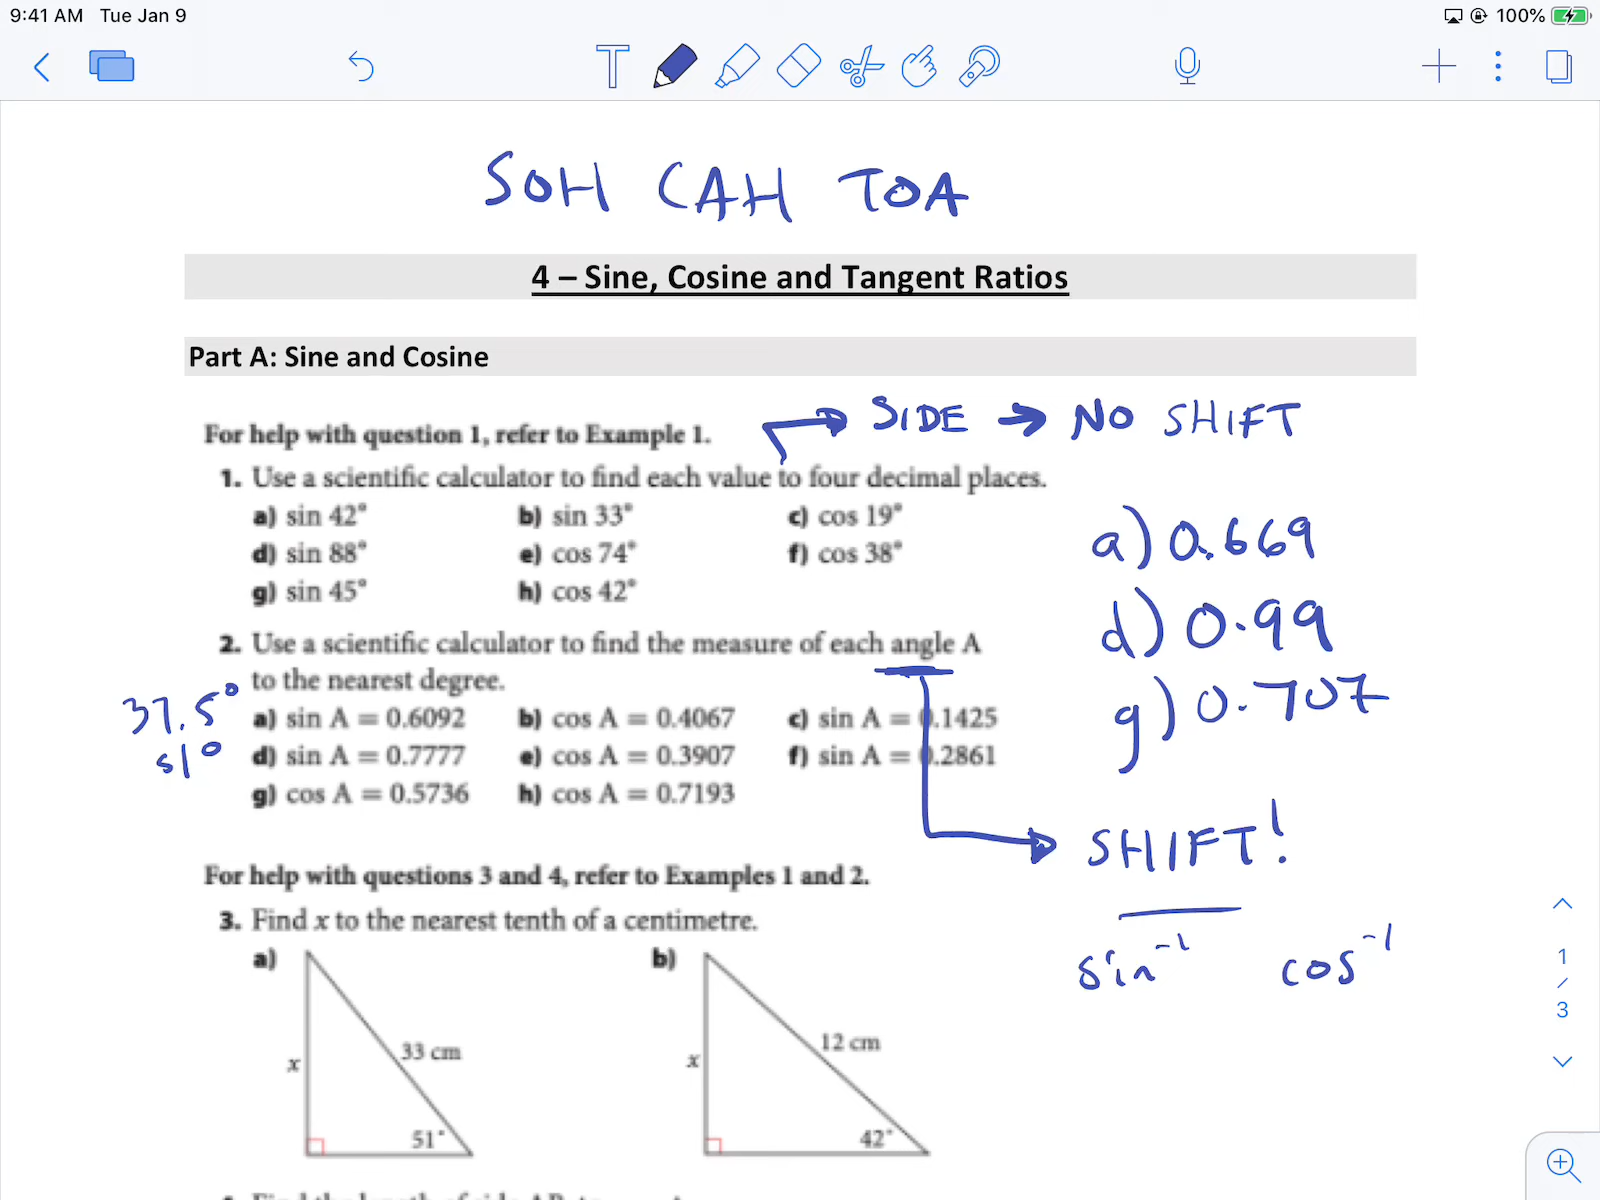 9:41 AM Tue Jan 9 100%
SOH CAH TOA
4 – Sine, Cosine and Tangent Ratios
Part A: Sine and Cosine
SIDE → NO SHIFT
For help with question 1, refer to Example 1.
1. Use a scientific calculator to find each value to four decimal places.
a) sin 42° b) sin 33° c) cos 19°
d) sin 88° e) cos 74° f) cos 38°
g) sin 45° h) cos 42°
a) 0.669
d) 0.99
g) 0.707
2. Use a scientific calculator to find the measure of each angle A
to the nearest degree.
37.5° a) sin A = 0.6092 b) cos A = 0.4067 c) sin A = 0.1425
51° d) sin A = 0.7777 e) cos A = 0.3907 f) sin A = 0.2861
g) cos A = 0.5736 h) cos A = 0.7193
SHIFT!
sin⁻¹ cos⁻¹
For help with questions 3 and 4, refer to Examples 1 and 2.
3. Find x to the nearest tenth of a centimetre.
a) b)
x 33 cm 51°
x 12 cm 42°
1
/
3